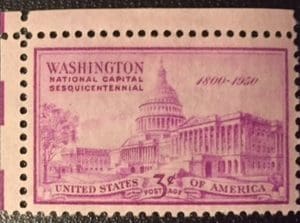 WASHINGTON
NATIONAL CAPITAL
SESQUICENTENNIAL
1800-1950
UNITED STATES 3¢ OF AMERICA
POSTAGE